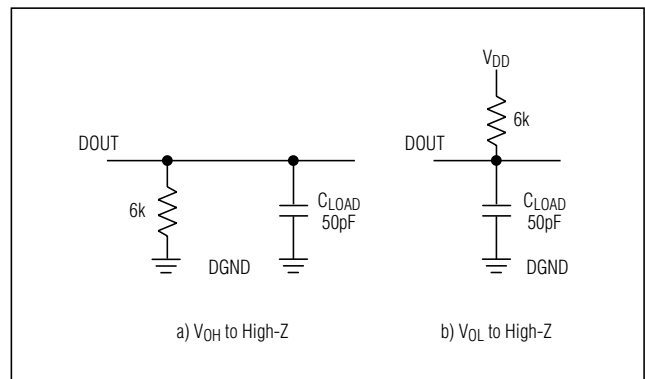 DOUT
6k
CLOAD
50pF
DGND
a) VOH to High-Z
VDD
6k
DOUT
CLOAD
50pF
DGND
b) VOL to High-Z